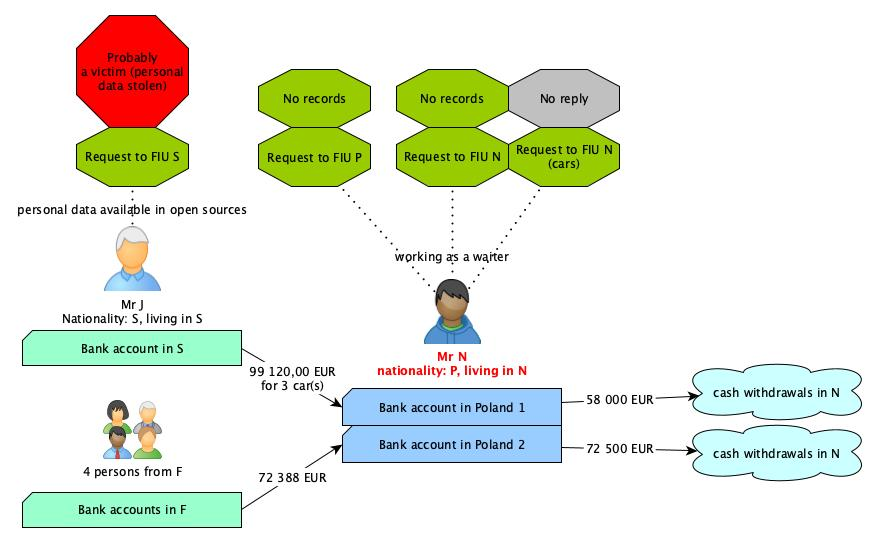 Probably
a victim (personal
data stolen)
No records
No records
No reply
Request to FIU S
Request to FIU P
Request to FIU N
Request to FIU N
(cars)
personal data available in open sources
working as a waiter
Mr J
Nationality: S, living in S
Bank account in S
Mr N
nationality: P, living in N
99 120,00 EUR
for 3 car(s)
Bank account in Poland 1
58 000 EUR
cash withdrawals in N
Bank account in Poland 2
72 500 EUR
cash withdrawals in N
4 persons from F
72 388 EUR
Bank accounts in F